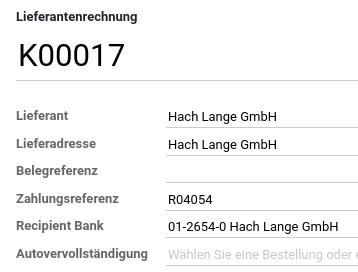 Lieferantenrechnung
K00017
Lieferant Hach Lange GmbH
Lieferadresse Hach Lange GmbH
Belegreferenz
Zahlungsreferenz R04054
Recipient Bank 01-2654-0 Hach Lange GmbH
Autovervollständigung Wählen Sie eine Bestellung oder